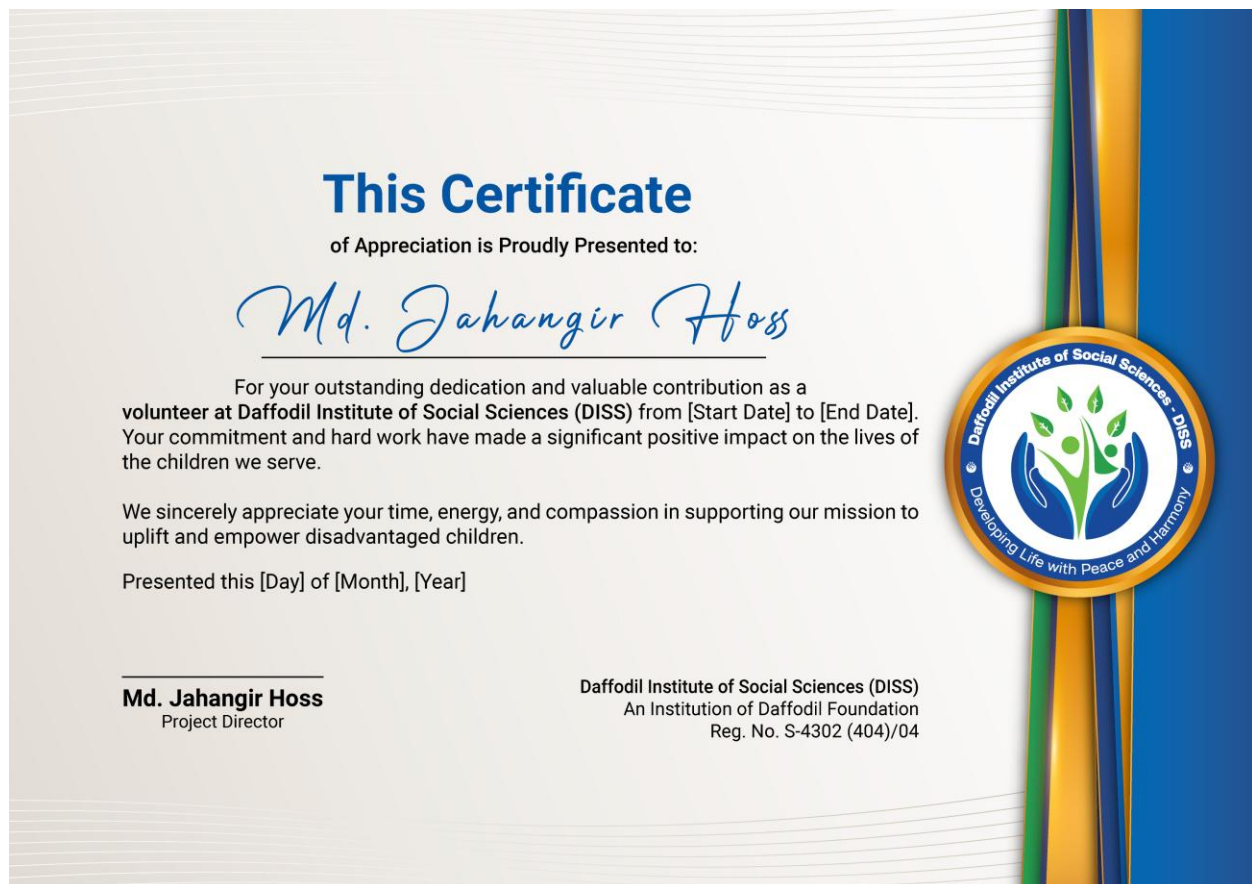 This Certificate
of Appreciation is Proudly Presented to:
Md. Jahangir Hoss
For your outstanding dedication and valuable contribution as a
volunteer at Daffodil Institute of Social Sciences (DISS) from [Start Date] to [End Date].
Your commitment and hard work have made a significant positive impact on the lives of
the children we serve.
We sincerely appreciate your time, energy, and compassion in supporting our mission to
uplift and empower disadvantaged children.
Presented this [Day] of [Month], [Year]
Md. Jahangir Hoss
Project Director
Daffodil Institute of Social Sciences (DISS)
An Institution of Daffodil Foundation
Reg. No. S-4302 (404)/04
Daffodil Institute of Social Sciences - DISS
Developing Life with Peace and Harmony